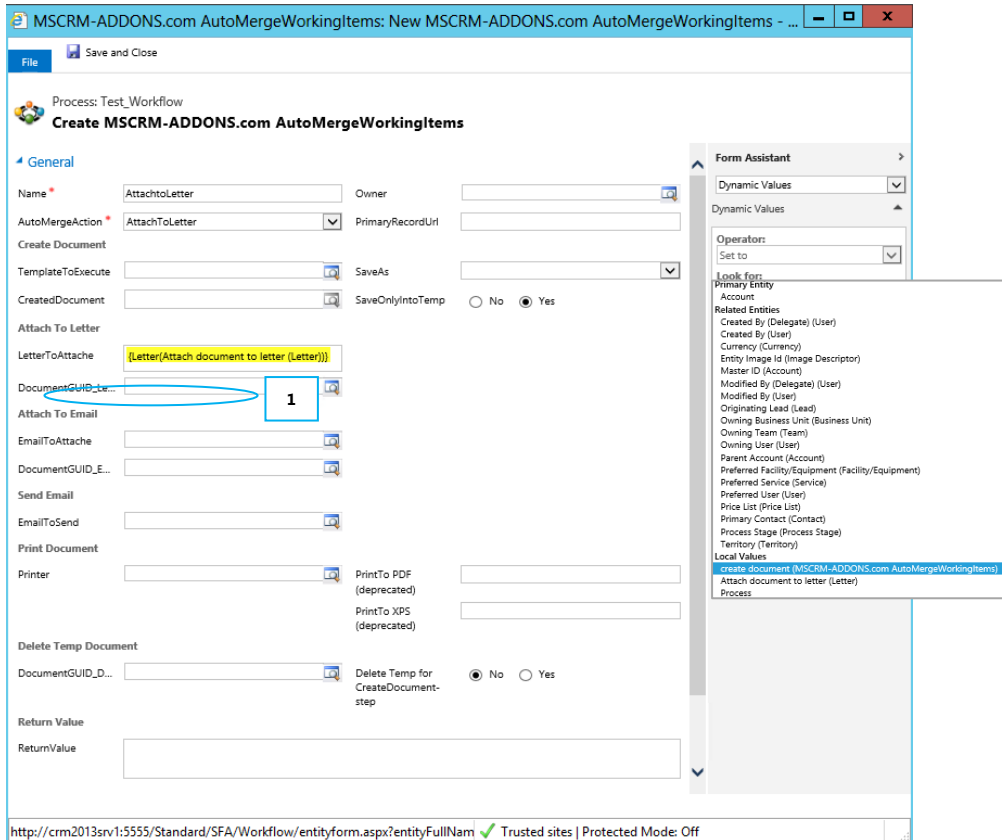 MSCRM-ADDONS.com AutoMergeWorkingItems: New MSCRM-ADDONS.com AutoMergeWorkingItems - ...
File
Save and Close
Process: Test_Workflow
Create MSCRM-ADDONS.com AutoMergeWorkingItems
General
Name *
AttachtoLetter
Owner
AutoMergeAction *
AttachToLetter
PrimaryRecordUrl
Create Document
TemplateToExecute
SaveAs
CreatedDocument
SaveOnlyIntoTemp
No
Yes
Attach To Letter
LetterToAttache
{Letter(Attach document to letter (Letter))}
DocumentGUID_Le...
1
Attach To Email
EmailToAttache
DocumentGUID_E...
Send Email
EmailToSend
Print Document
Printer
PrintTo PDF
(deprecated)
PrintTo XPS
(deprecated)
Delete Temp Document
DocumentGUID_D...
Delete Temp for
CreateDocument-
step
No
Yes
Return Value
ReturnValue
Form Assistant
Dynamic Values
Dynamic Values
Operator:
Set to
Look for:
Primary Entity
Account
Related Entities
Created By (Delegate) (User)
Created By (User)
Currency (Currency)
Entity Image Id (Image Descriptor)
Master ID (Account)
Modified By (Delegate) (User)
Modified By (User)
Originating Lead (Lead)
Owning Business Unit (Business Unit)
Owning Team (Team)
Owning User (User)
Parent Account (Account)
Preferred Facility/Equipment (Facility/Equipment)
Preferred Service (Service)
Preferred User (User)
Price List (Price List)
Primary Contact (Contact)
Process Stage (Process Stage)
Territory (Territory)
Local Values
create document (MSCRM-ADDONS.com AutoMergeWorkingItems)
Attach document to letter (Letter)
Process
http://crm2013srv1:5555/Standard/SFA/Workflow/entityform.aspx?entityFullNam
Trusted sites | Protected Mode: Off